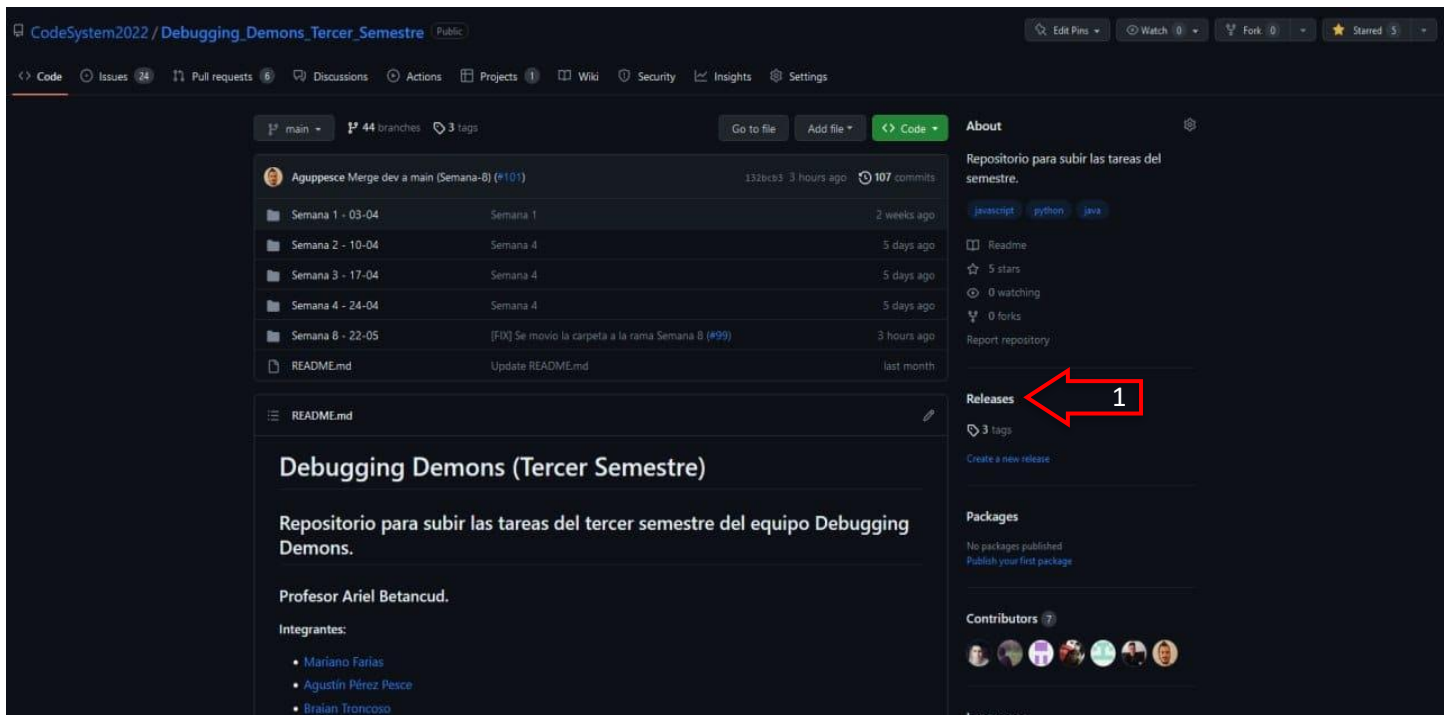 CodeSystem2022 / Debugging_Demons_Tercer_Semestre Public
Edit Pins Watch 0 Fork 0 Starred 5
<> Code Issues 24 Pull requests 6 Discussions Actions Projects 1 Wiki Security Insights Settings
main 44 branches 3 tags Go to file Add file <> Code
Aguppesce Merge dev a main (Semana-8) (#101) 132bcb3 3 hours ago 107 commits
Semana 1 - 03-04 Semana 1 2 weeks ago
Semana 2 - 10-04 Semana 4 5 days ago
Semana 3 - 17-04 Semana 4 5 days ago
Semana 4 - 24-04 Semana 4 5 days ago
Semana 8 - 22-05 [FIX] Se movio la carpeta a la rama Semana 8 (#99) 3 hours ago
README.md Update README.md last month
README.md
Debugging Demons (Tercer Semestre)
Repositorio para subir las tareas del tercer semestre del equipo Debugging
Demons.
Profesor Ariel Betancud.
Integrantes:
• Mariano Farias
• Agustín Pérez Pesce
• Braian Troncoso
About
Repositorio para subir las tareas del
semestre.
javascript python java
Readme
5 stars
0 watching
0 forks
Report repository
Releases
1
3 tags
Create a new release
Packages
No packages published
Publish your first package
Contributors 7